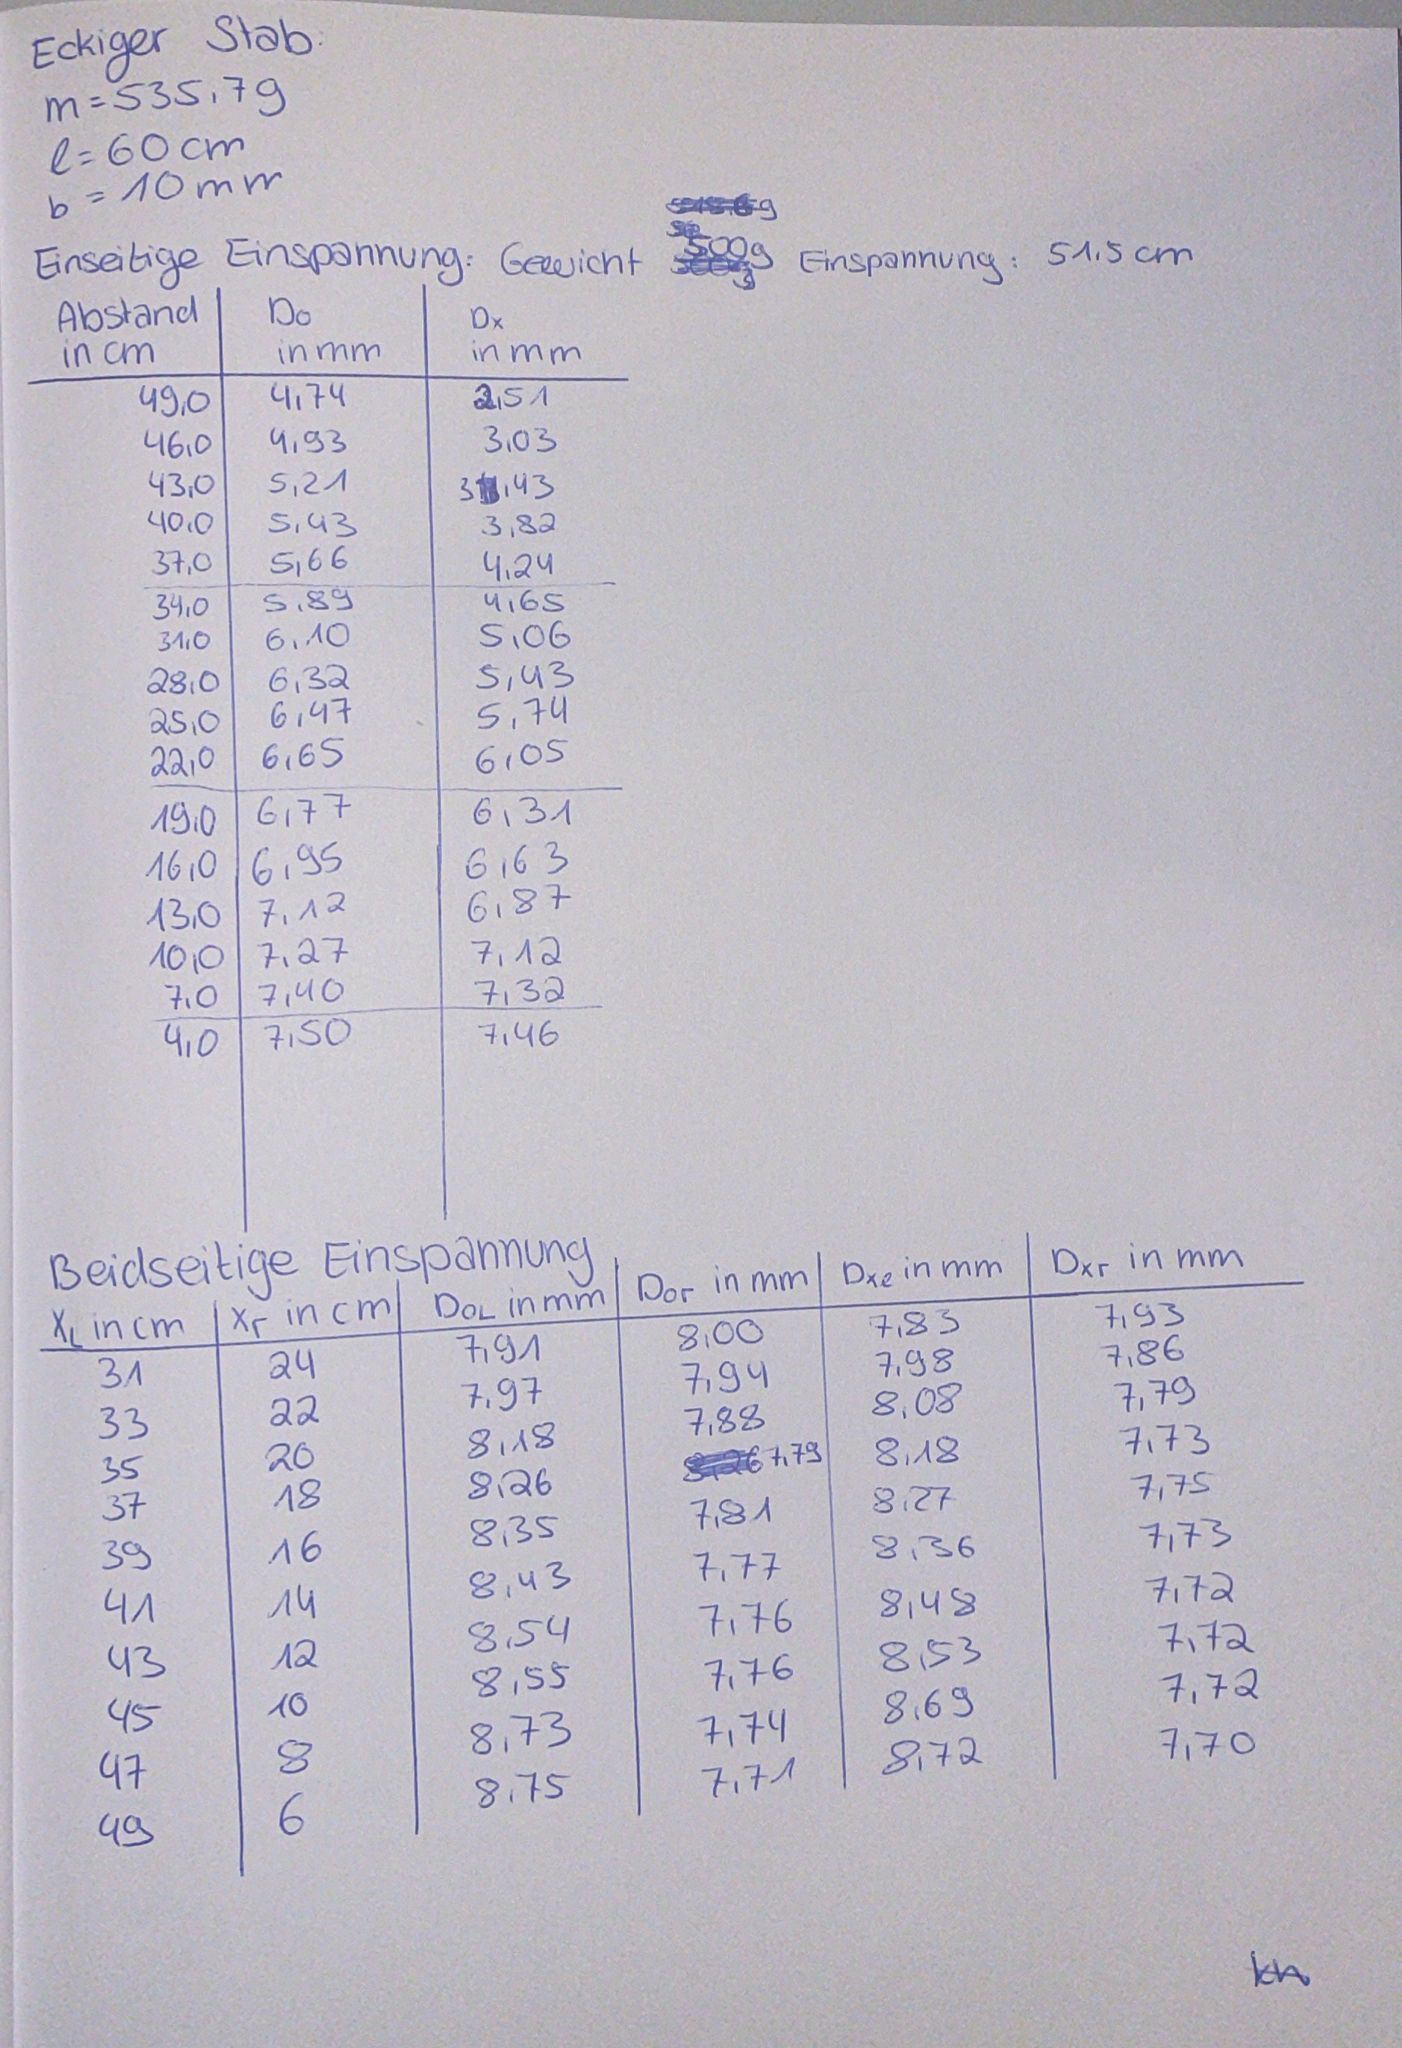 Eckiger Stab:
m = 535,7g
l = 60 cm
b = 10 mm
Einseitige Einspannung: Gewicht 500g Einspannung: 51,5 cm
Abstand in cm | D0 in mm | Dx in mm
49,0 4,74 2,51
46,0 4,93 3,03
43,0 5,21 3,43
40,0 5,43 3,82
37,0 5,66 4,24
34,0 5,89 4,65
31,0 6,10 5,06
28,0 6,32 5,43
25,0 6,47 5,74
22,0 6,65 6,05
19,0 6,77 6,31
16,0 6,95 6,63
13,0 7,12 6,87
10,0 7,27 7,12
7,0 7,40 7,32
4,0 7,50 7,46
Beidseitige Einspannung
XL in cm | Xr in cm | D0L in mm | D0r in mm | Dxl in mm | Dxr in mm
31 24 7,91 8,00 7,83 7,93
33 22 7,97 7,94 7,98 7,86
35 20 8,18 7,88 8,08 7,79
37 18 8,26 7,79 8,18 7,73
39 16 8,35 7,81 8,27 7,75
41 14 8,43 7,77 8,36 7,73
43 12 8,54 7,76 8,48 7,72
45 10 8,55 7,76 8,53 7,72
47 8 8,73 7,74 8,69 7,72
49 6 8,75 7,71 8,72 7,70